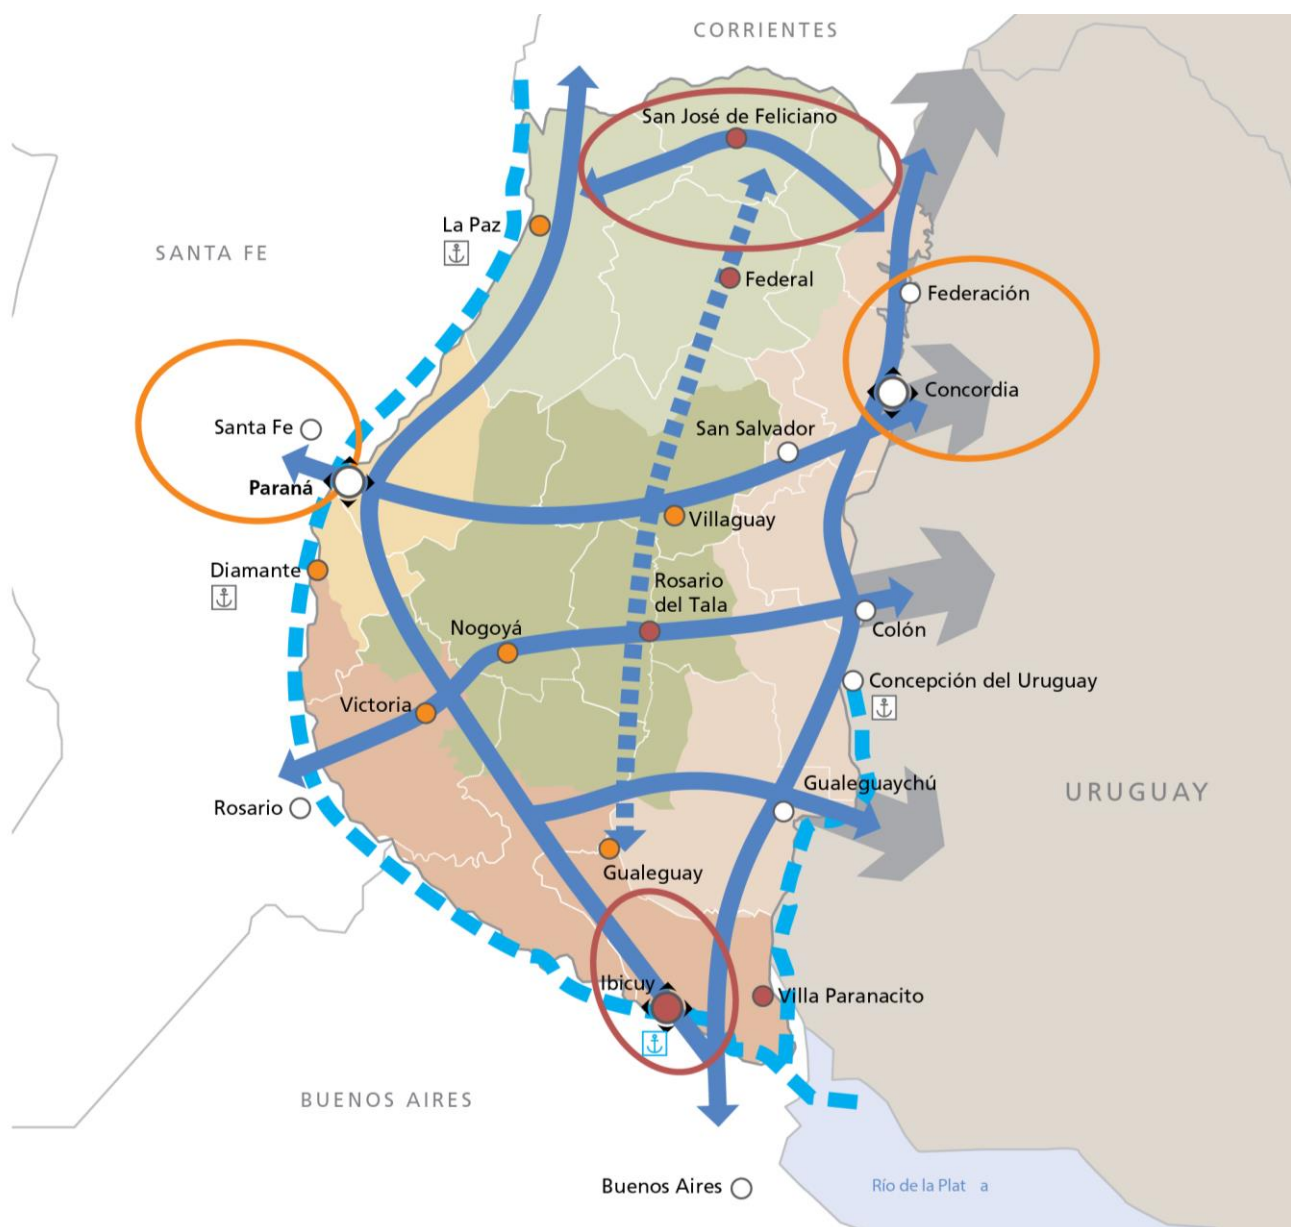 CORRIENTES
San José de Feliciano
La Paz
SANTA FE
Federal
Federación
Concordia
Santa Fe
San Salvador
Paraná
Villaguay
Diamante
Rosario
del Tala
Nogoyá
Colón
Concepción del Uruguay
Victoria
Gualeguaychú
URUGUAY
Rosario
Gualeguay
Ibicuy
Villa Paranacito
BUENOS AIRES
Buenos Aires
Río de la Plat a